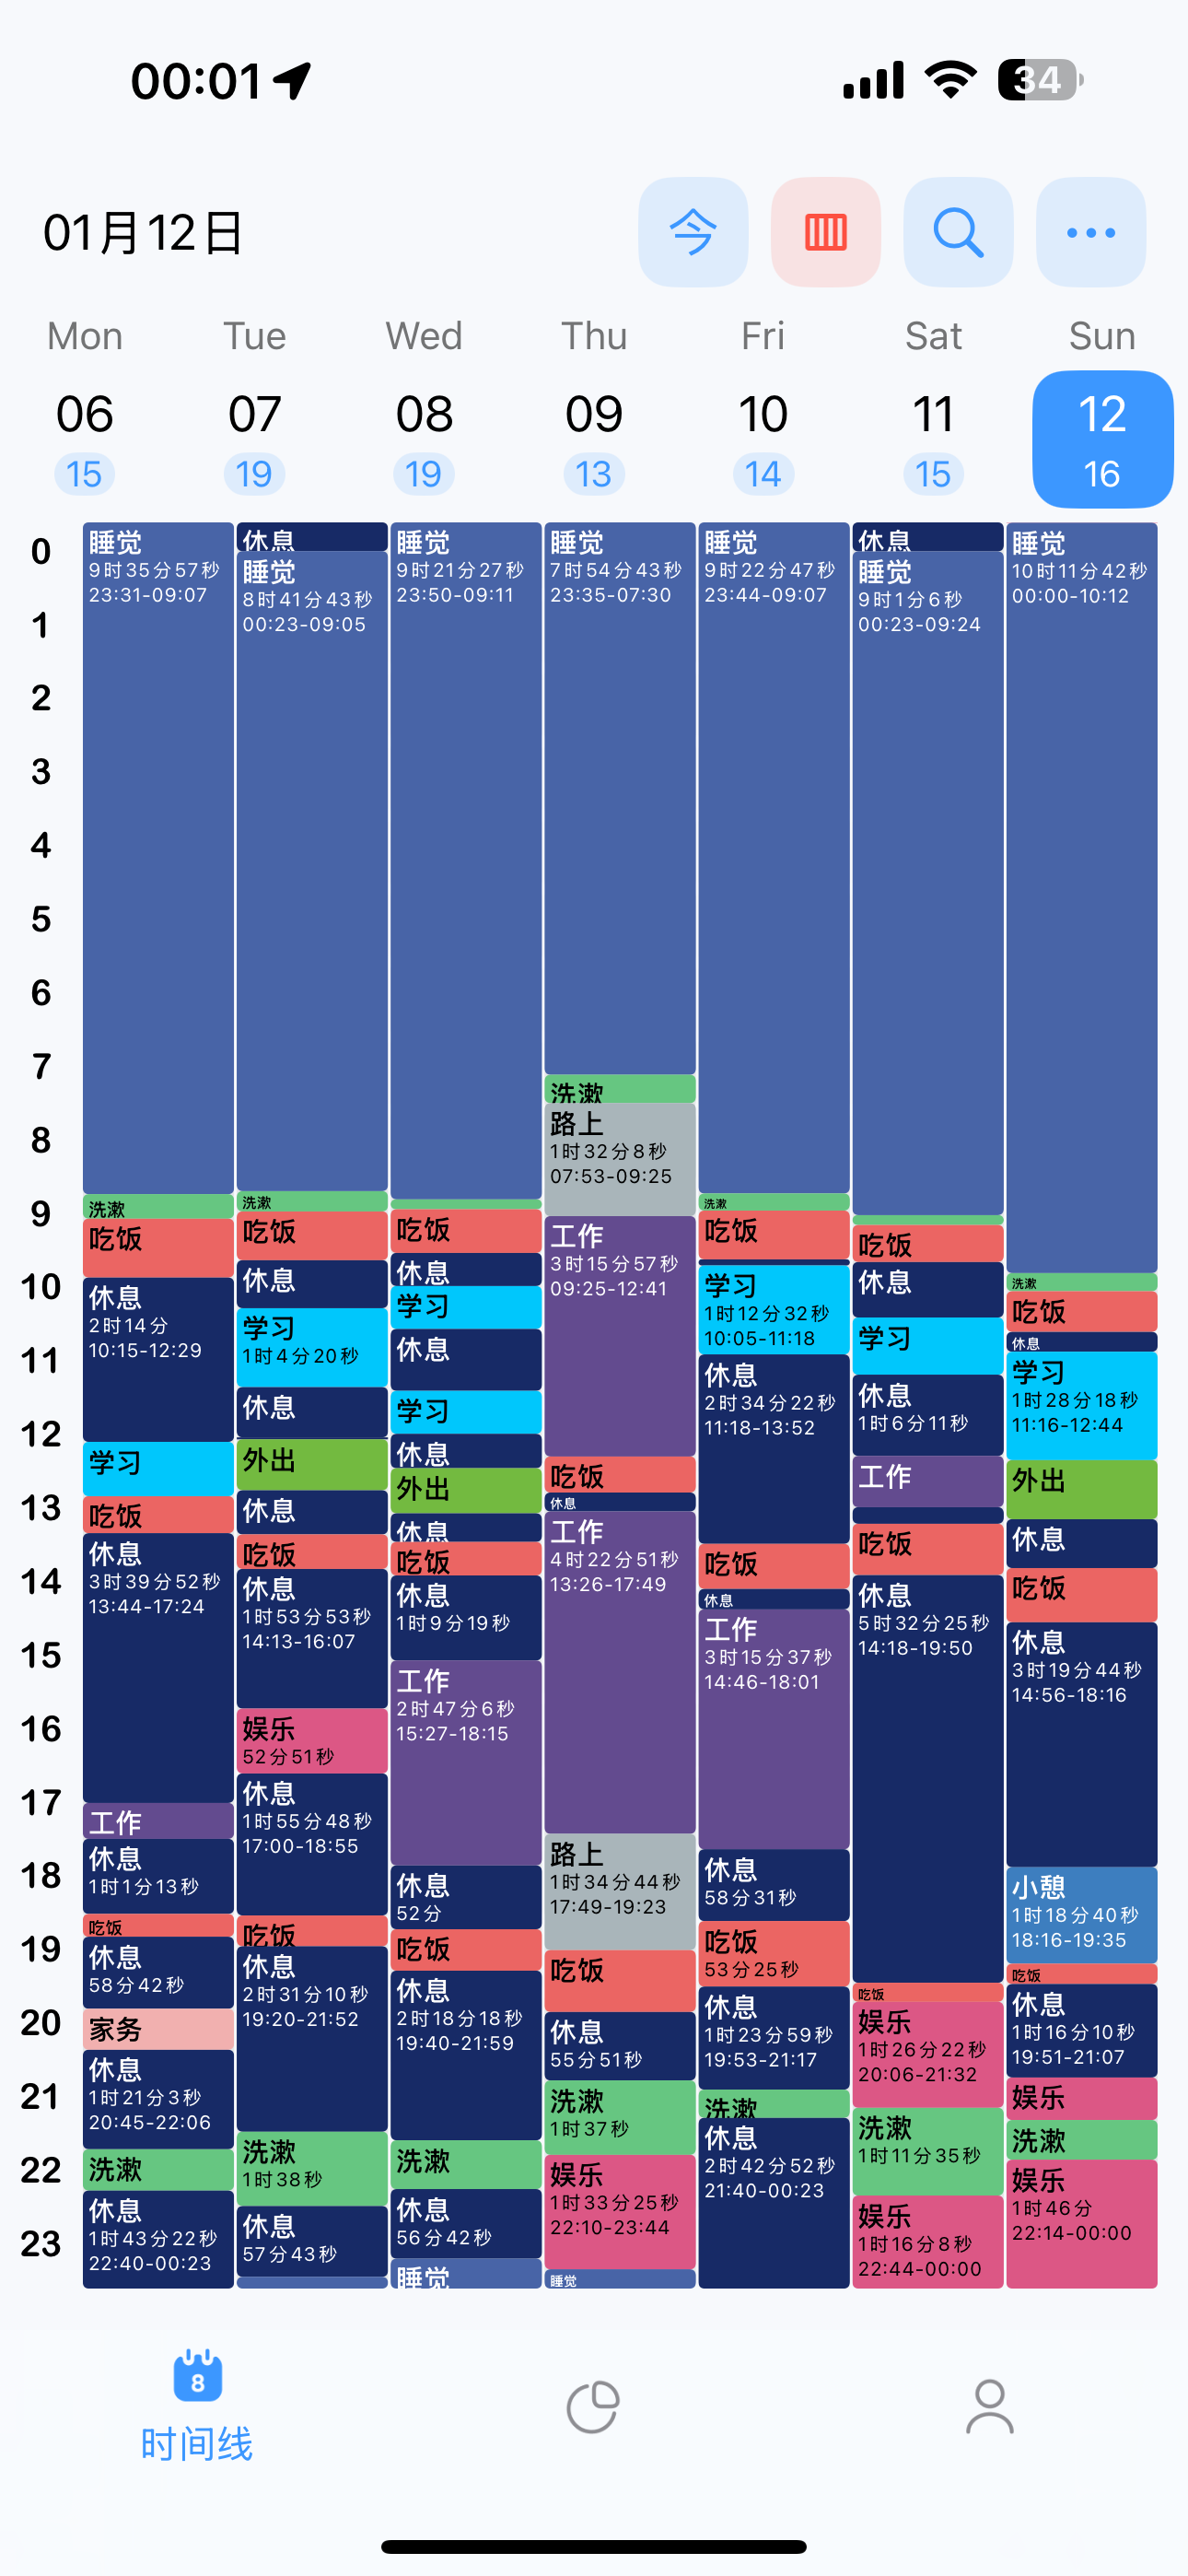 00:01
34
01月12日
今
Mon Tue Wed Thu Fri Sat Sun
06 07 08 09 10 11 12
15 19 19 13 14 15 16
0
1
2
3
4
5
6
7
8
9
10
11
12
13
14
15
16
17
18
19
20
21
22
23
睡觉
9时35分57秒
23:31-09:07
洗漱
吃饭
休息
2时14分
10:15-12:29
学习
吃饭
休息
3时39分52秒
13:44-17:24
工作
休息
1时1分13秒
吃饭
休息
58分42秒
家务
休息
1时21分3秒
20:45-22:06
洗漱
休息
1时43分22秒
22:40-00:23
休息
睡觉
8时41分43秒
00:23-09:05
洗漱
吃饭
休息
学习
1时4分20秒
休息
外出
休息
吃饭
休息
1时53分53秒
14:13-16:07
娱乐
52分51秒
休息
1时55分48秒
17:00-18:55
吃饭
休息
2时31分10秒
19:20-21:52
洗漱
1时38秒
休息
57分43秒
睡觉
9时21分27秒
23:50-09:11
吃饭
休息
学习
休息
学习
休息
外出
休息
吃饭
休息
1时9分19秒
工作
2时47分6秒
15:27-18:15
休息
52分
吃饭
休息
2时18分18秒
19:40-21:59
洗漱
休息
56分42秒
睡觉
睡觉
7时54分43秒
23:35-07:30
洗漱
路上
1时32分8秒
07:53-09:25
工作
3时15分57秒
09:25-12:41
吃饭
休息
工作
4时22分51秒
13:26-17:49
路上
1时34分44秒
17:49-19:23
吃饭
休息
55分51秒
洗漱
1时37秒
娱乐
1时33分25秒
22:10-23:44
睡觉
睡觉
9时22分47秒
23:44-09:07
洗漱
吃饭
学习
1时12分32秒
10:05-11:18
休息
2时34分22秒
11:18-13:52
吃饭
休息
工作
3时15分37秒
14:46-18:01
休息
58分31秒
吃饭
53分25秒
休息
1时23分59秒
19:53-21:17
洗漱
休息
2时42分52秒
21:40-00:23
休息
睡觉
9时1分6秒
00:23-09:24
吃饭
休息
学习
休息
1时6分11秒
工作
吃饭
休息
5时32分25秒
14:18-19:50
吃饭
娱乐
1时26分22秒
20:06-21:32
洗漱
1时11分35秒
娱乐
1时16分8秒
22:44-00:00
睡觉
10时11分42秒
00:00-10:12
洗漱
吃饭
休息
学习
1时28分18秒
11:16-12:44
外出
休息
吃饭
休息
3时19分44秒
14:56-18:16
小憩
1时18分40秒
18:16-19:35
吃饭
休息
1时16分10秒
19:51-21:07
娱乐
洗漱
娱乐
1时46分
22:14-00:00
8
时间线